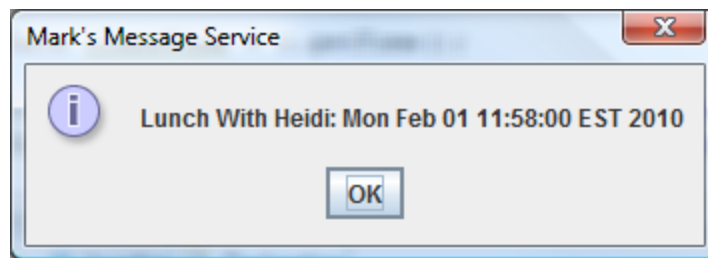 Mark's Message Service
Lunch With Heidi: Mon Feb 01 11:58:00 EST 2010
OK